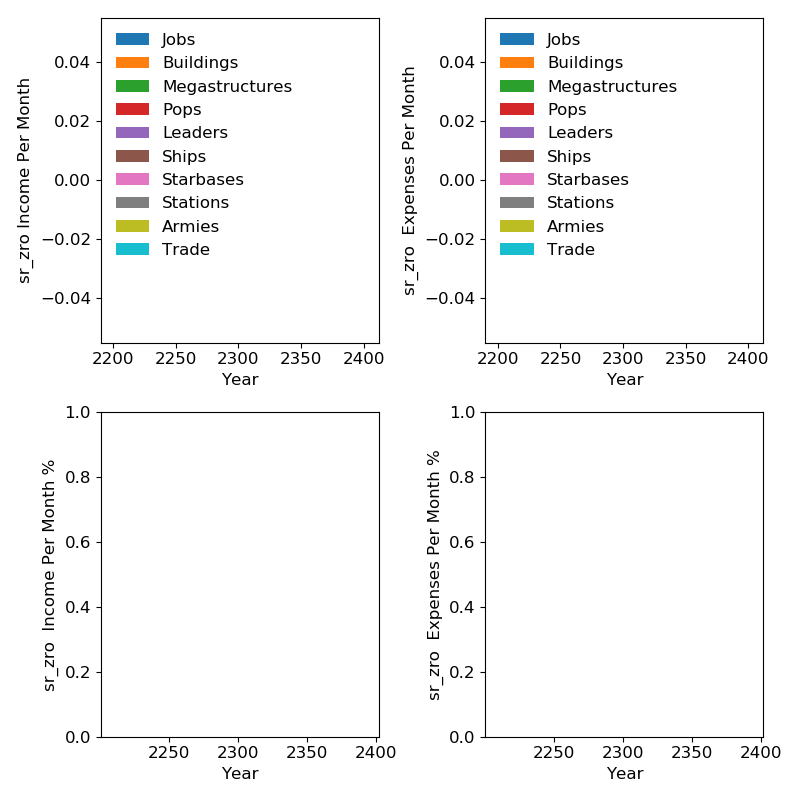 sr_zro Income Per Month
0.04
0.02
0.00
−0.02
−0.04
Jobs
Buildings
Megastructures
Pops
Leaders
Ships
Starbases
Stations
Armies
Trade
2200 2250 2300 2350 2400
Year
sr_zro  Expenses Per Month
0.04
0.02
0.00
−0.02
−0.04
Jobs
Buildings
Megastructures
Pops
Leaders
Ships
Starbases
Stations
Armies
Trade
2200 2250 2300 2350 2400
Year
sr_zro  Income Per Month %
1.0
0.8
0.6
0.4
0.2
0.0
2250 2300 2350 2400
Year
sr_zro  Expenses Per Month %
1.0
0.8
0.6
0.4
0.2
0.0
2250 2300 2350 2400
Year